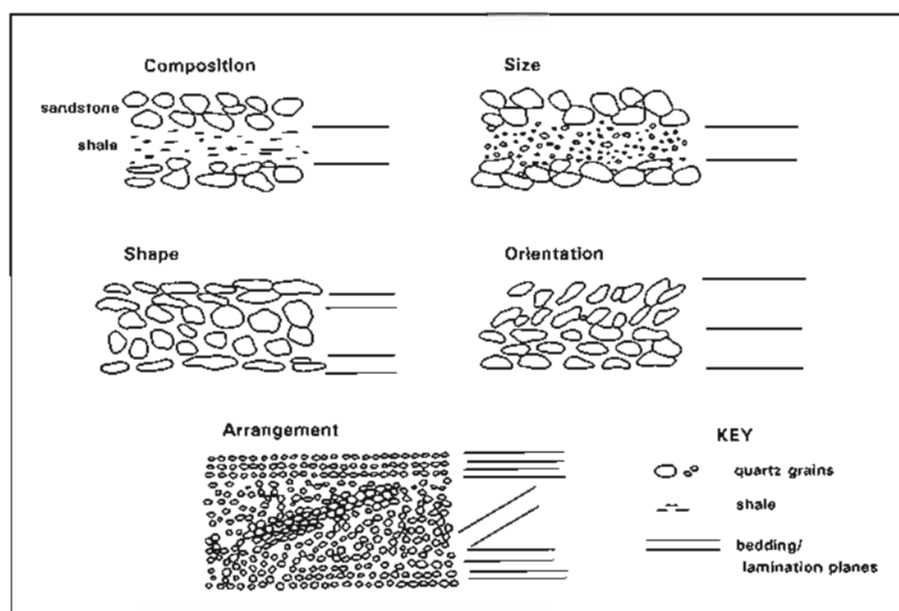 Composition
Size
sandstone
shale
Shape
Orientation
Arrangement
KEY
quartz grains
shale
bedding/
lamination planes